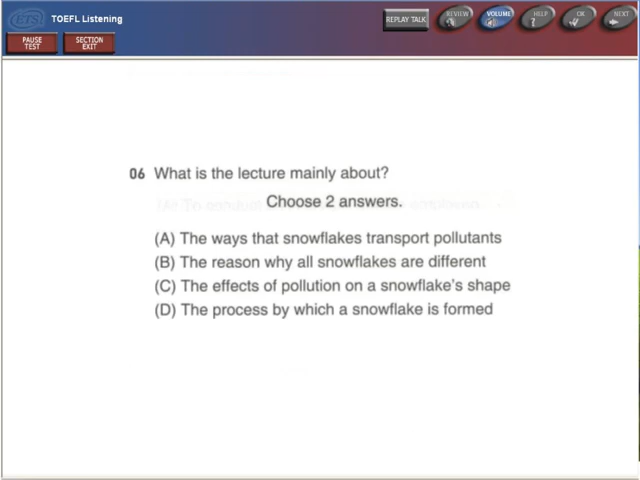 ETS TOEFL Listening
REPLAY TALK
REVIEW
VOLUME
HELP
OK
NEXT
PAUSE
TEST
SECTION
EXIT
06 What is the lecture mainly about?
Choose 2 answers.
(A) The ways that snowflakes transport pollutants
(B) The reason why all snowflakes are different
(C) The effects of pollution on a snowflake's shape
(D) The process by which a snowflake is formed